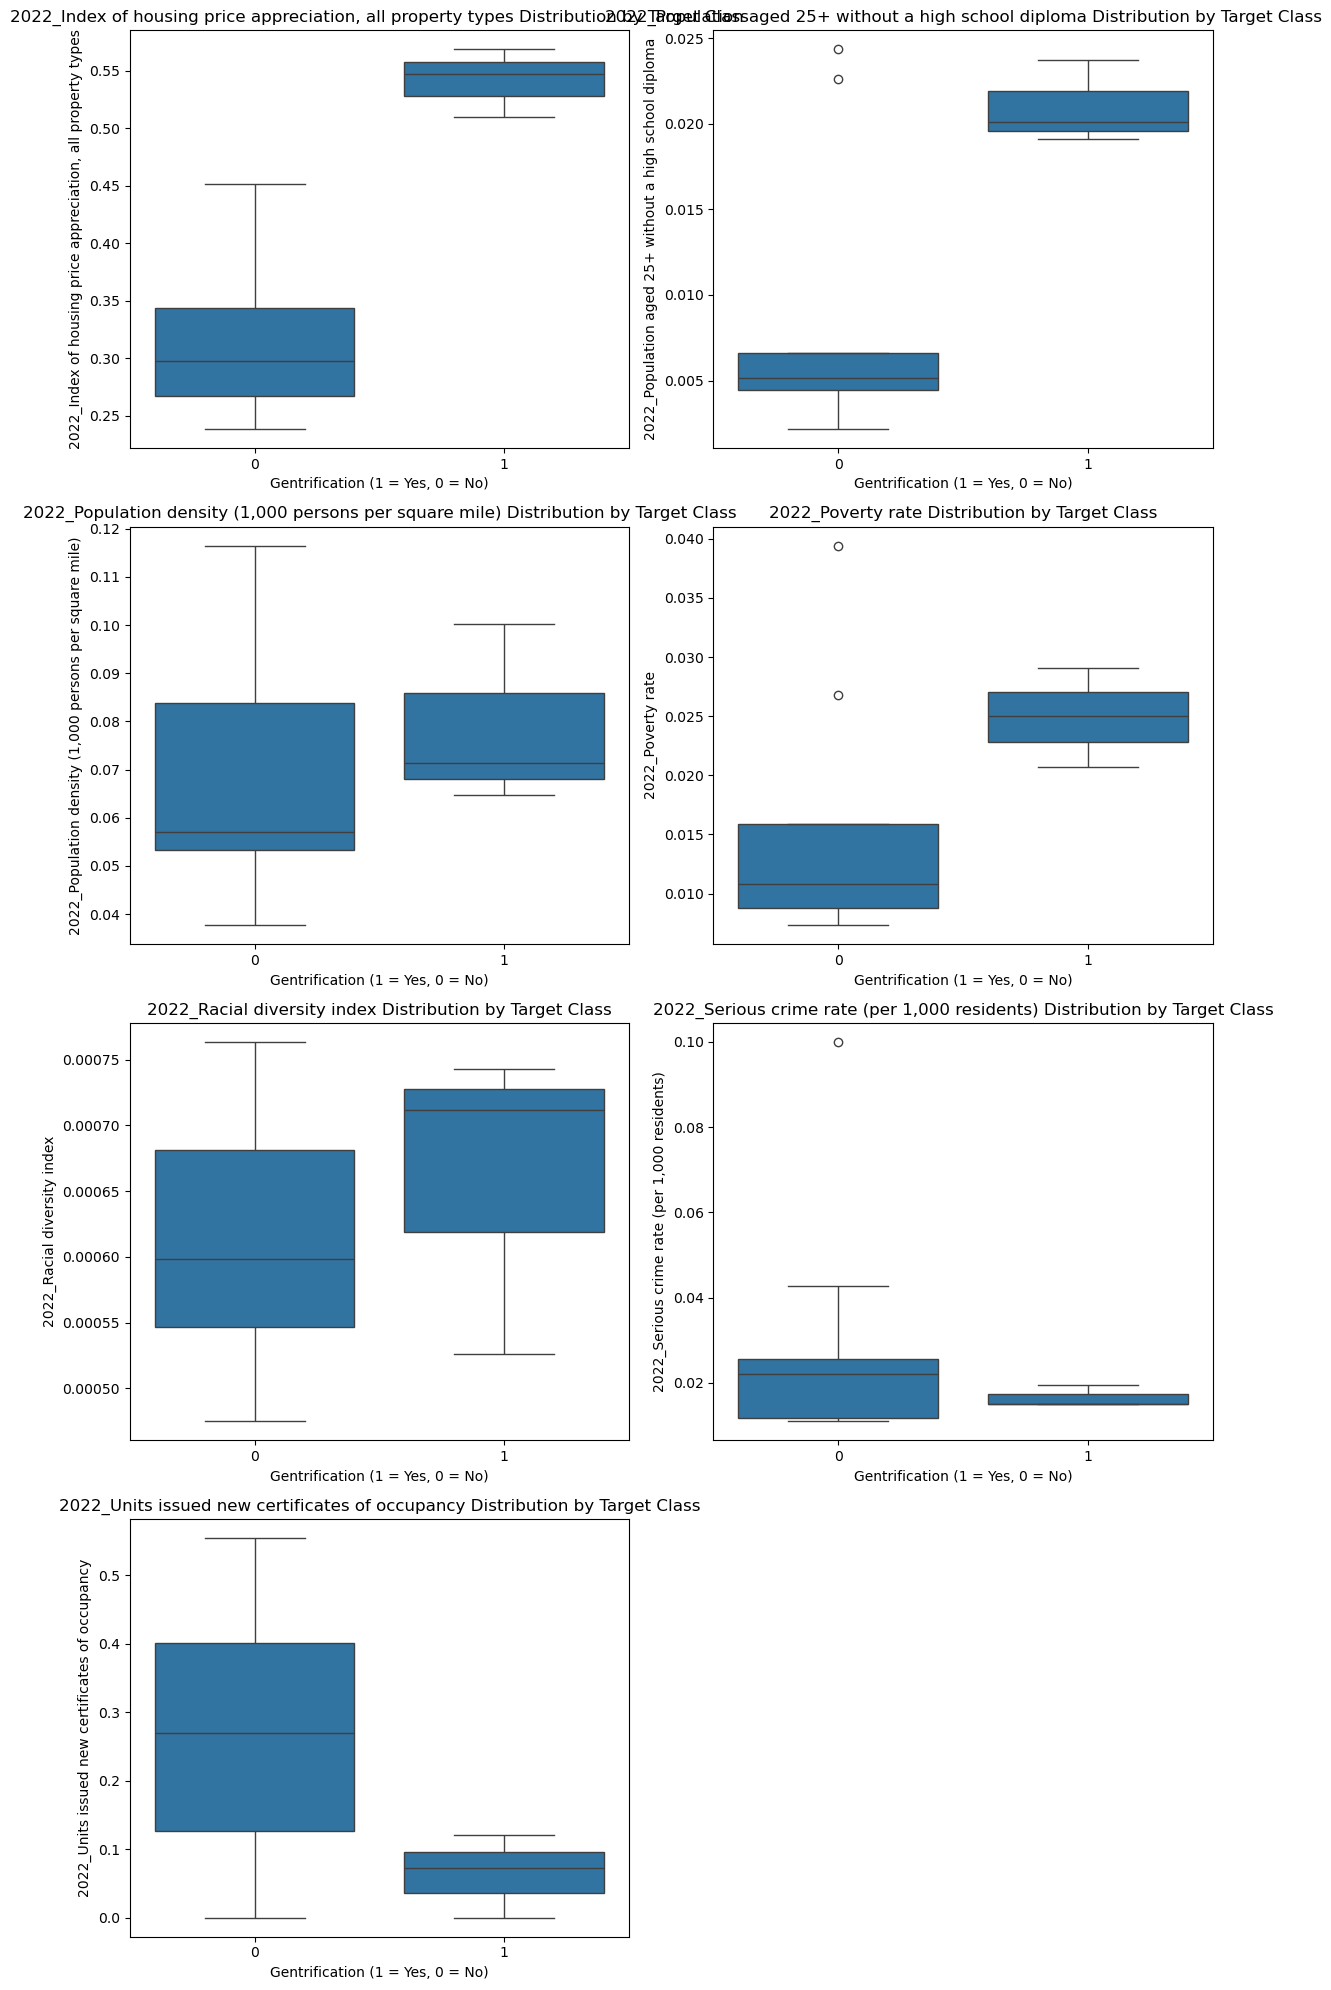 2022_Index of housing price appreciation, all property types Distribution by Target Class
2022_Population aged 25+ without a high school diploma Distribution by Target Class
2022_Index of housing price appreciation, all property types
0.55
0.50
0.45
0.40
0.35
0.30
0.25
0 1
Gentrification (1 = Yes, 0 = No)
2022_Population aged 25+ without a high school diploma
0.025
0.020
0.015
0.010
0.005
0 1
Gentrification (1 = Yes, 0 = No)
2022_Population density (1,000 persons per square mile) Distribution by Target Class
2022_Population density (1,000 persons per square mile)
0.12
0.11
0.10
0.09
0.08
0.07
0.06
0.05
0.04
0 1
Gentrification (1 = Yes, 0 = No)
2022_Poverty rate Distribution by Target Class
2022_Poverty rate
0.040
0.035
0.030
0.025
0.020
0.015
0.010
0 1
Gentrification (1 = Yes, 0 = No)
2022_Racial diversity index Distribution by Target Class
2022_Racial diversity index
0.00075
0.00070
0.00065
0.00060
0.00055
0.00050
0 1
Gentrification (1 = Yes, 0 = No)
2022_Serious crime rate (per 1,000 residents) Distribution by Target Class
2022_Serious crime rate (per 1,000 residents)
0.10
0.08
0.06
0.04
0.02
0 1
Gentrification (1 = Yes, 0 = No)
2022_Units issued new certificates of occupancy Distribution by Target Class
2022_Units issued new certificates of occupancy
0.5
0.4
0.3
0.2
0.1
0.0
0 1
Gentrification (1 = Yes, 0 = No)